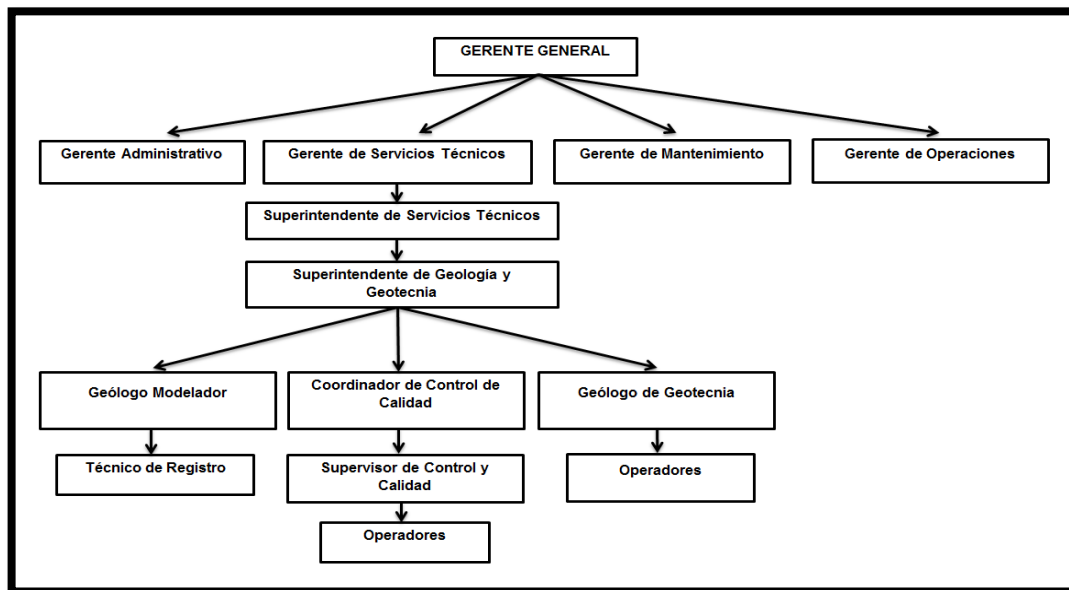 GERENTE GENERAL
Gerente Administrativo
Gerente de Servicios Técnicos
Gerente de Mantenimiento
Gerente de Operaciones
Superintendente de Servicios Técnicos
Superintendente de Geología y
Geotecnia
Geólogo Modelador
Coordinador de Control de
Calidad
Geólogo de Geotecnia
Técnico de Registro
Supervisor de Control y
Calidad
Operadores
Operadores